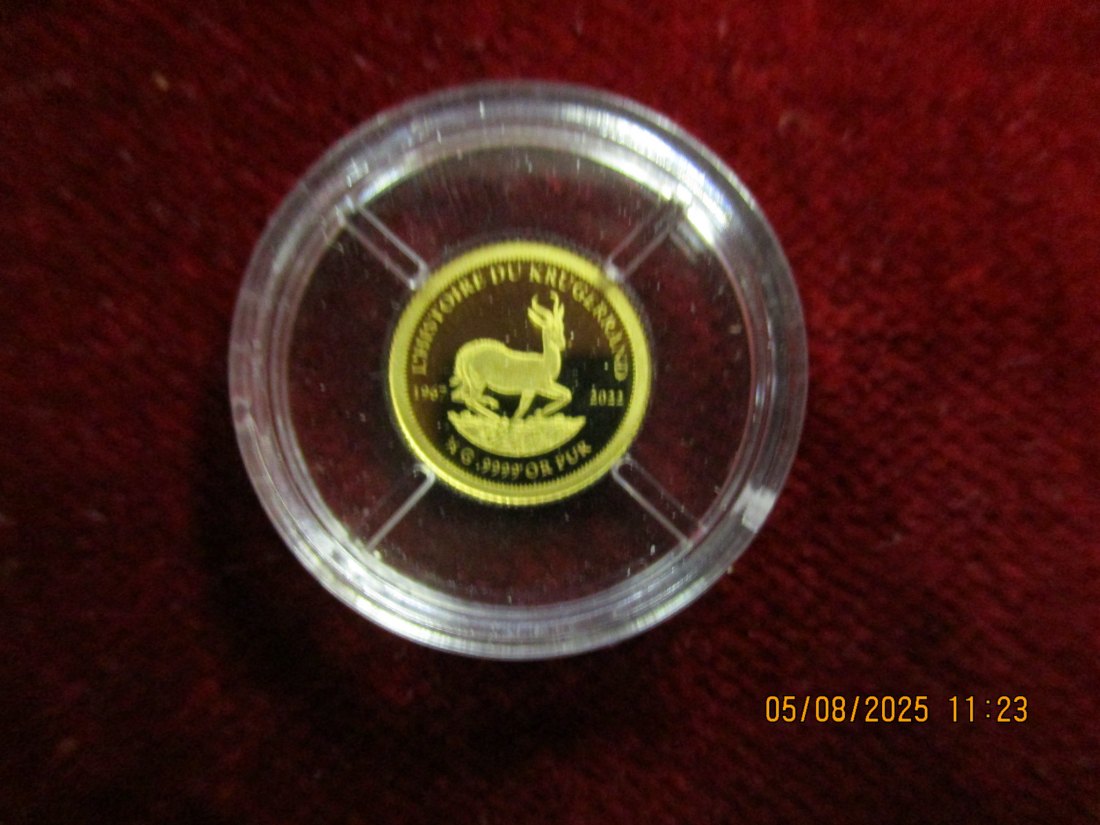 L'HISTOIRE DU KRUGERRAND
1967 2022
G .9999 OR PUR
05/08/2025 11:23